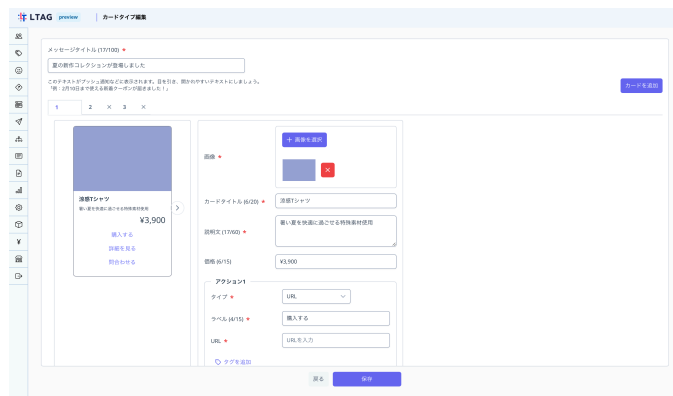 LTAG preview カードタイプ編集
メッセージタイトル (17/100) ★
夏の新作コレクションが登場しました
このテキストがプッシュ通知などに表示されます。目を引き、開かれやすいテキストにしましょう。
「例：2月10日まで使える新着クーポンが届きました！」
カードを追加
1 2 × 3 ×
涼感Tシャツ
暑い夏を快適に過ごせる特殊素材使用
¥3,900
購入する
詳細を見る
問合わせる
画像 ★
+ 画像を選択
×
カードタイトル (6/20) ★
涼感Tシャツ
説明文 (17/60) ★
暑い夏を快適に過ごせる特殊素材使用
価格 (6/15)
¥3,900
アクション1
タイプ ★
URL
ラベル (4/15) ★
購入する
URL ★
URLを入力
タグを追加
戻る
保存
¥